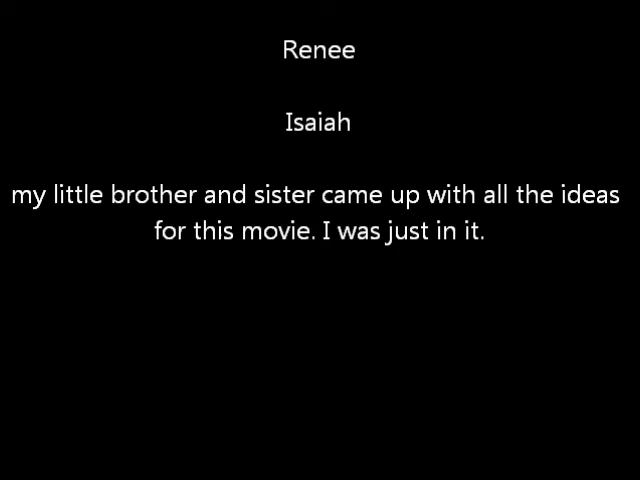 Renee
Isaiah
my little brother and sister came up with all the ideas
for this movie. I was just in it.